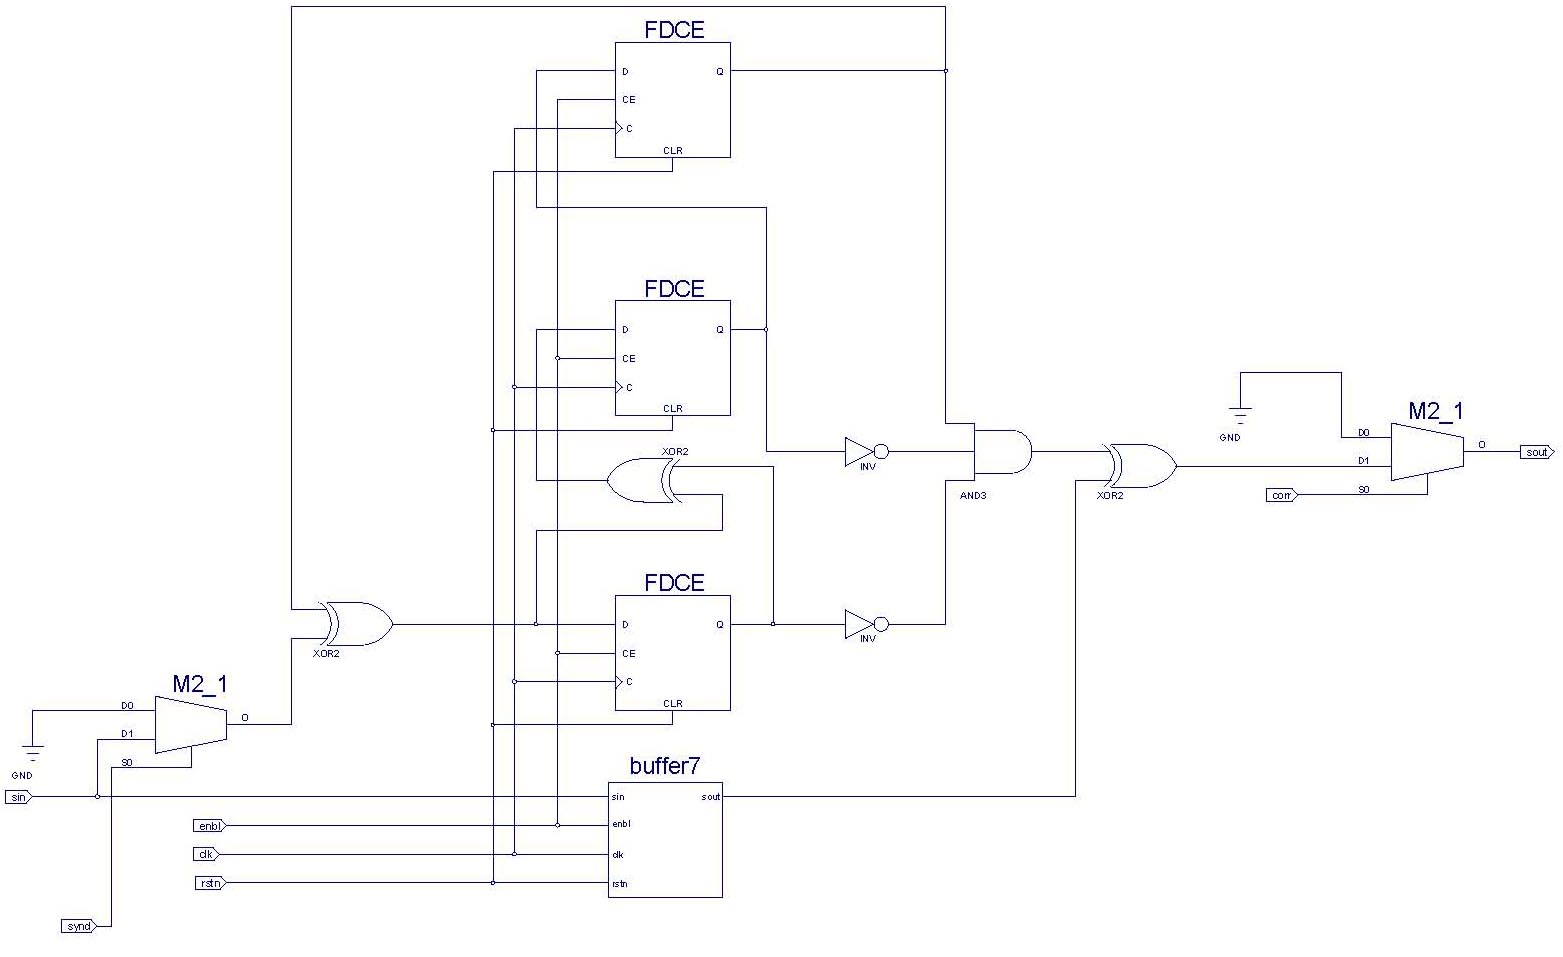 FDCE
D Q
CE
C
CLR
FDCE
D Q
CE
C
CLR
GND
M2_1
D0
O
sout
D1
INV
XOR2
corr
S0
AND3
XOR2
FDCE
D Q
INV
XOR2
CE
C
M2_1
D0
CLR
O
D1
S0
GND
buffer7
sin
sin sout
enbl
enbl
clk
clk
rstn
rstn
synd